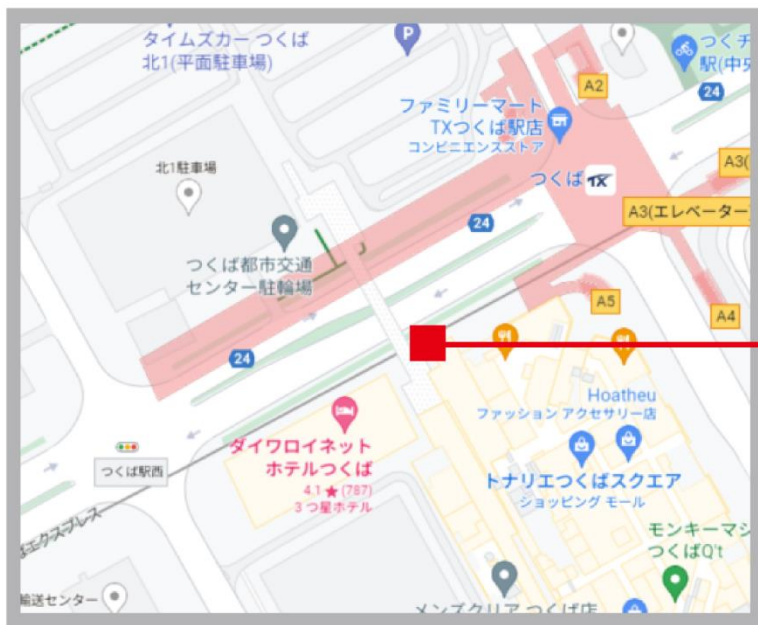 タイムズカー つくば
北1(平面駐車場)
P
つくチ
駅(中央
A2
24
ファミリーマート
TXつくば駅店
コンビニエンスストア
北1駐車場
つくば TX
A3(
A3(エレベーター
24
つくば都市交通
センター駐輪場
A5
A4
24
Hoatheu
ファッション アクセサリー店
ダイワロイネット
ホテルつくば
4.1 ★ (787)
3 つ星ホテル
つくば駅西
トナリエつくばスクエア
ショッピング モール
ばエクスプレス
モンキーマジ
つくばQ't
輸送センター
メンズクリア つくば店